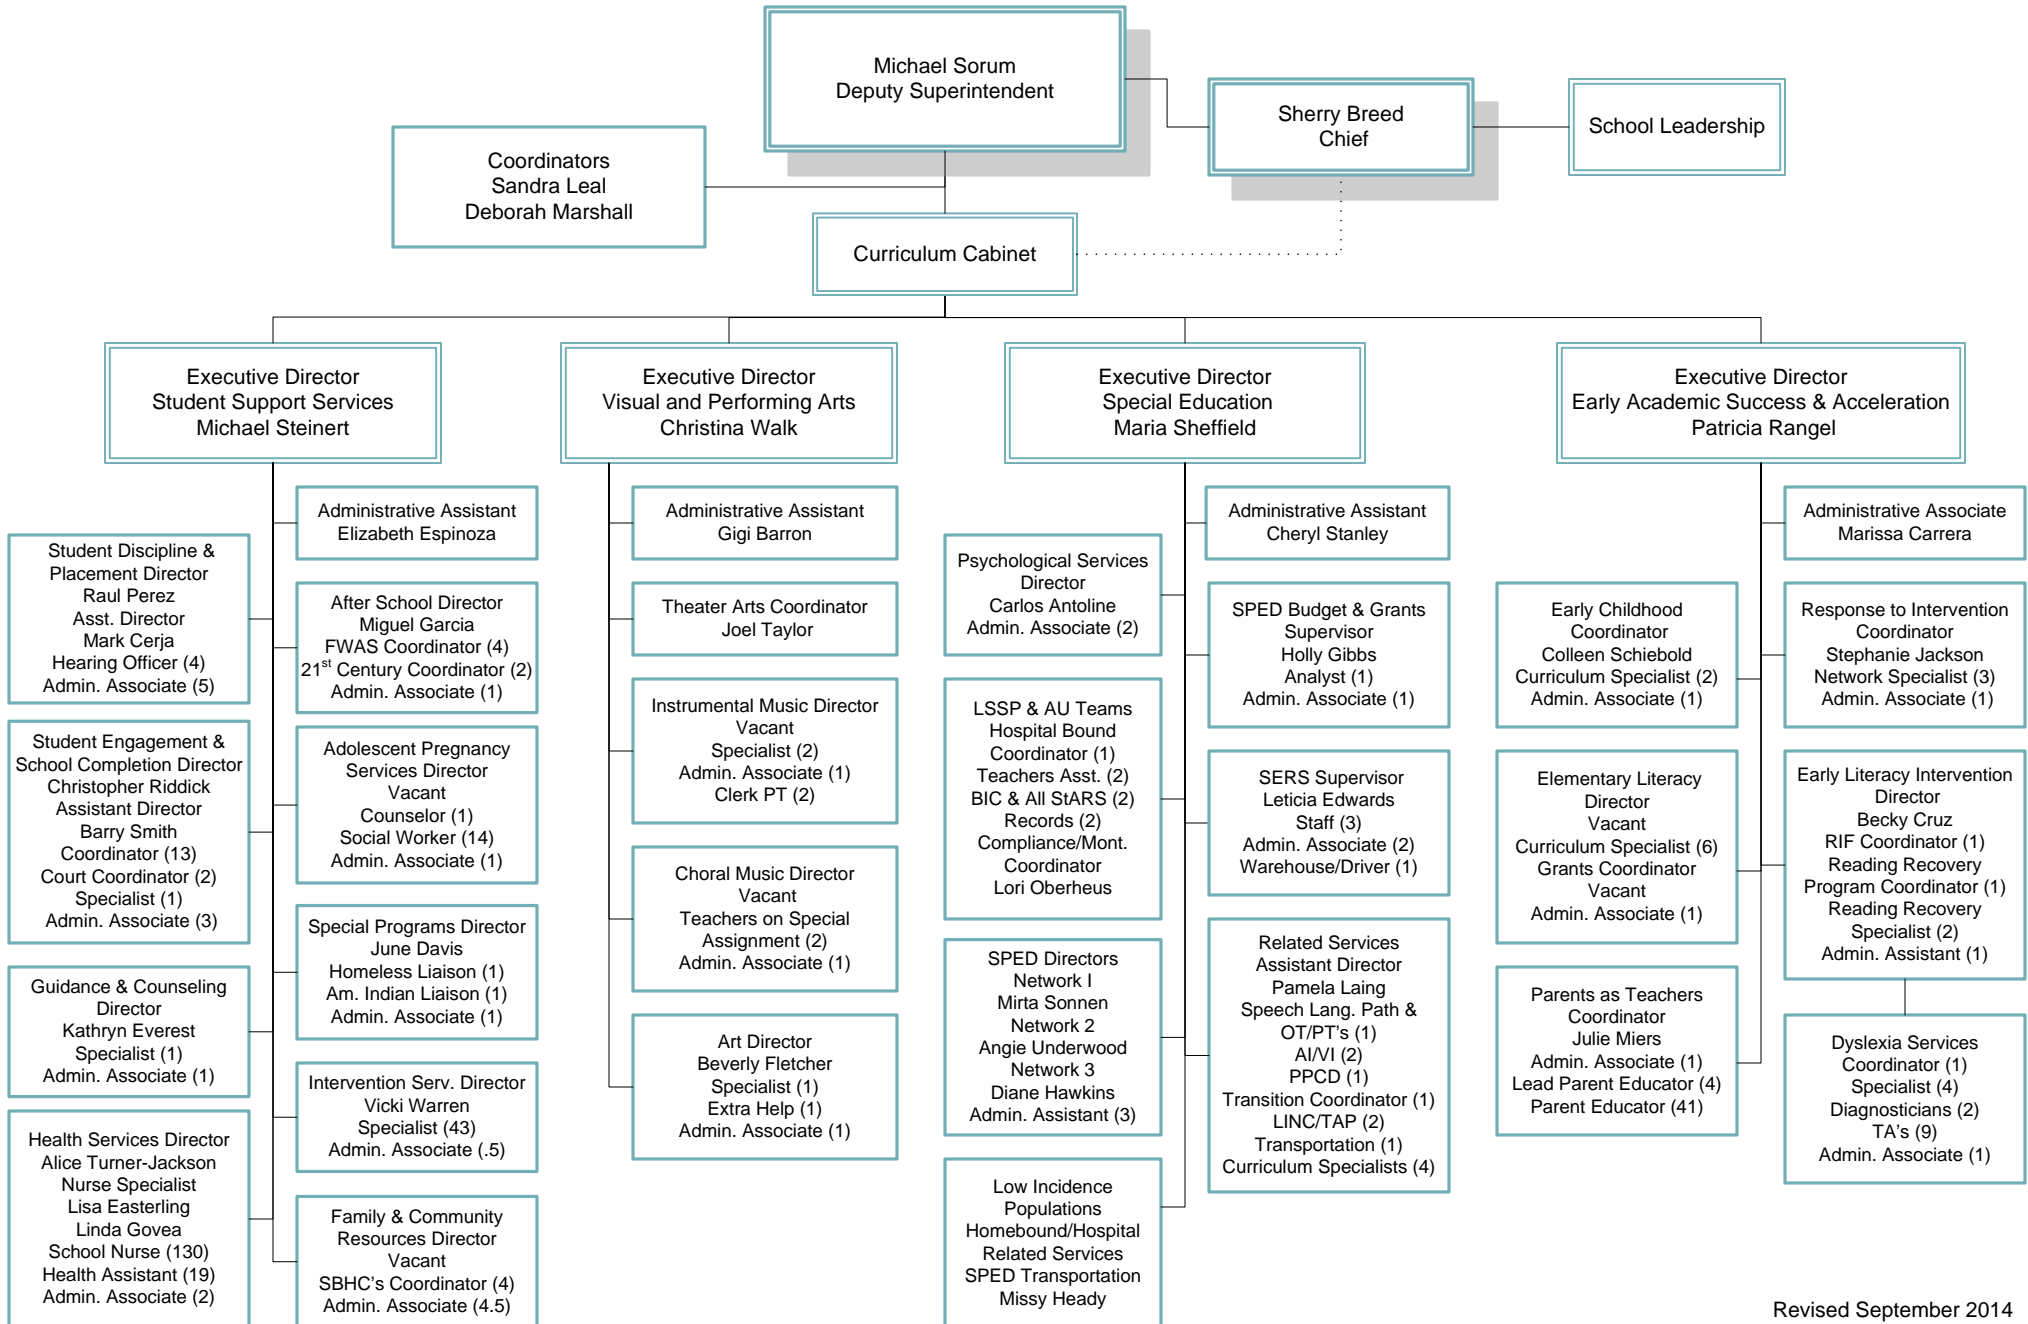 Michael Sorum
Deputy Superintendent
Sherry Breed
Chief
School Leadership
Coordinators
Sandra Leal
Deborah Marshall
Curriculum Cabinet
Executive Director
Student Support Services
Michael Steinert
Executive Director
Visual and Performing Arts
Christina Walk
Executive Director
Special Education
Maria Sheffield
Executive Director
Early Academic Success & Acceleration
Patricia Rangel
Administrative Assistant
Elizabeth Espinoza
Student Discipline &
Placement Director
Raul Perez
Asst. Director
Mark Cerja
Hearing Officer (4)
Admin. Associate (5)
After School Director
Miguel Garcia
FWAS Coordinator (4)
21st Century Coordinator (2)
Admin. Associate (1)
Student Engagement &
School Completion Director
Christopher Riddick
Assistant Director
Barry Smith
Coordinator (13)
Court Coordinator (2)
Specialist (1)
Admin. Associate (3)
Adolescent Pregnancy
Services Director
Vacant
Counselor (1)
Social Worker (14)
Admin. Associate (1)
Special Programs Director
June Davis
Homeless Liaison (1)
Am. Indian Liaison (1)
Admin. Associate (1)
Guidance & Counseling
Director
Kathryn Everest
Specialist (1)
Admin. Associate (1)
Intervention Serv. Director
Vicki Warren
Specialist (43)
Admin. Associate (.5)
Health Services Director
Alice Turner-Jackson
Nurse Specialist
Lisa Easterling
Linda Govea
School Nurse (130)
Health Assistant (19)
Admin. Associate (2)
Family & Community
Resources Director
Vacant
SBHC's Coordinator (4)
Admin. Associate (4.5)
Administrative Assistant
Gigi Barron
Theater Arts Coordinator
Joel Taylor
Instrumental Music Director
Vacant
Specialist (2)
Admin. Associate (1)
Clerk PT (2)
Choral Music Director
Vacant
Teachers on Special
Assignment (2)
Admin. Associate (1)
Art Director
Beverly Fletcher
Specialist (1)
Extra Help (1)
Admin. Associate (1)
Administrative Assistant
Cheryl Stanley
Psychological Services
Director
Carlos Antoline
Admin. Associate (2)
SPED Budget & Grants
Supervisor
Holly Gibbs
Analyst (1)
Admin. Associate (1)
LSSP & AU Teams
Hospital Bound
Coordinator (1)
Teachers Asst. (2)
BIC & All StARS (2)
Records (2)
Compliance/Mont.
Coordinator
Lori Oberheus
SERS Supervisor
Leticia Edwards
Staff (3)
Admin. Associate (2)
Warehouse/Driver (1)
SPED Directors
Network I
Mirta Sonnen
Network 2
Angie Underwood
Network 3
Diane Hawkins
Admin. Assistant (3)
Related Services
Assistant Director
Pamela Laing
Speech Lang. Path &
OT/PT's (1)
AI/VI (2)
PPCD (1)
Transition Coordinator (1)
LINC/TAP (2)
Transportation (1)
Curriculum Specialists (4)
Low Incidence
Populations
Homebound/Hospital
Related Services
SPED Transportation
Missy Heady
Administrative Associate
Marissa Carrera
Early Childhood
Coordinator
Colleen Schiebold
Curriculum Specialist (2)
Admin. Associate (1)
Response to Intervention
Coordinator
Stephanie Jackson
Network Specialist (3)
Admin. Associate (1)
Elementary Literacy
Director
Vacant
Curriculum Specialist (6)
Grants Coordinator
Vacant
Admin. Associate (1)
Early Literacy Intervention
Director
Becky Cruz
RIF Coordinator (1)
Reading Recovery
Program Coordinator (1)
Reading Recovery
Specialist (2)
Admin. Assistant (1)
Parents as Teachers
Coordinator
Julie Miers
Admin. Associate (1)
Lead Parent Educator (4)
Parent Educator (41)
Dyslexia Services
Coordinator (1)
Specialist (4)
Diagnosticians (2)
TA's (9)
Admin. Associate (1)
Revised September 2014